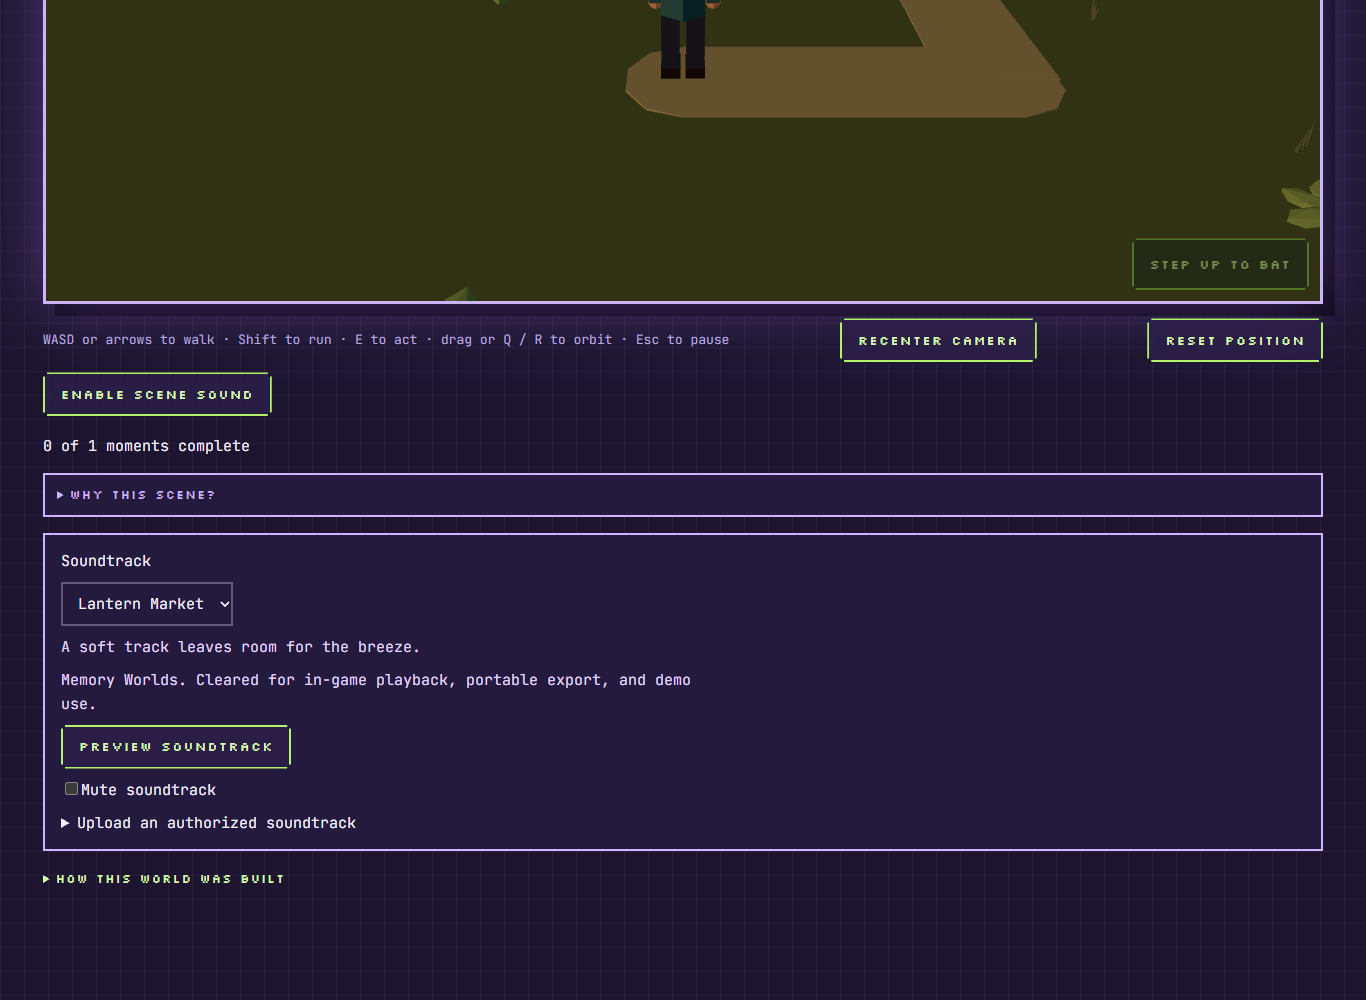 STEP UP TO BAT
WASD or arrows to walk · Shift to run · E to act · drag or Q / R to orbit · Esc to pause
RECENTER CAMERA
RESET POSITION
ENABLE SCENE SOUND
0 of 1 moments complete
WHY THIS SCENE?
Soundtrack
Lantern Market
A soft track leaves room for the breeze.
Memory Worlds. Cleared for in-game playback, portable export, and demo
use.
PREVIEW SOUNDTRACK
Mute soundtrack
Upload an authorized soundtrack
HOW THIS WORLD WAS BUILT